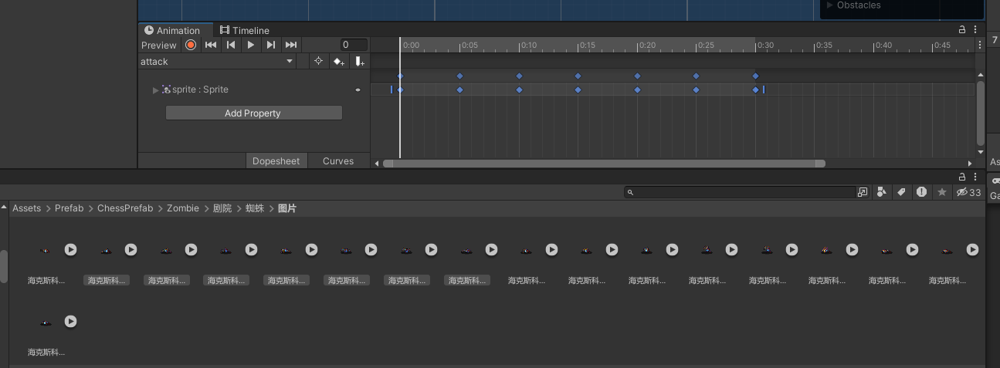 Obstacles
Animation Timeline
Preview 0 0:00 0:05 0:10 0:15 0:20 0:25 0:30 0:35 0:40 0:45
7
attack
sprite : Sprite
Add Property
Dopesheet Curves
As
33
Ga
Assets > Prefab > ChessPrefab > Zombie > 剧院 > 蜘蛛 > 图片
海克斯科... 海克斯科... 海克斯科... 海克斯科... 海克斯科... 海克斯科... 海克斯科... 海克斯科... 海克斯科... 海克斯科... 海克斯科... 海克斯科... 海克斯科... 海克斯科... 海克斯科... 海克斯科...
海克斯科...